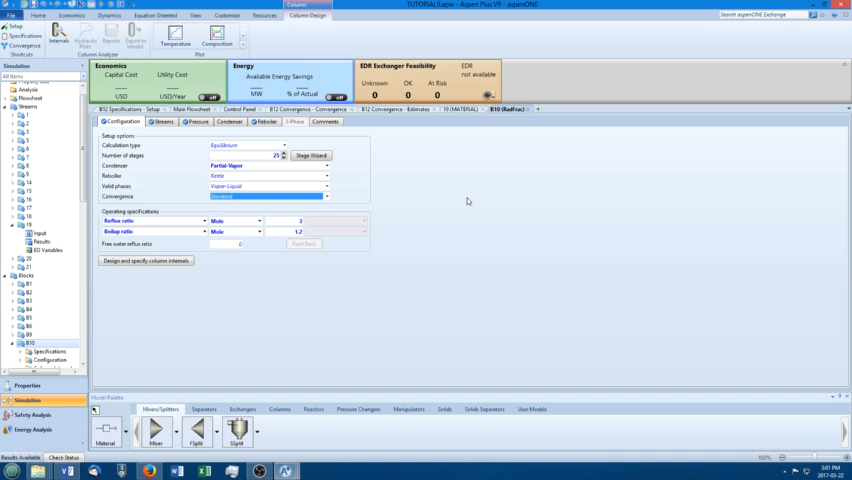 Column
TUTORIAL9.apw - Aspen Plus V9 - aspenONE
File Home Economics Dynamics Equation Oriented View Customize Resources Column Design
Search aspenONE Exchange
Setup
Specifications
Convergence
Shortcuts
Internals
Hydraulic Plots
Reports
Export to Vendor
Column Analyzer
Temperature
Composition
Plot
Simulation
All Items
Economics
Capital Cost Utility Cost
USD USD/Year
off
Energy
Available Energy Savings
MW % of Actual
off
EDR Exchanger Feasibility
Unknown OK At Risk
0 0 0
EDR not available
B12 Specifications - Setup Main Flowsheet Control Panel B12 Convergence - Convergence B12 Convergence - Estimates 19 (MATERIAL) B10 (RadFrac)
Configuration Streams Pressure Condenser Reboiler 3-Phase Comments
Setup options
Calculation type Equilibrium
Number of stages 25 Stage Wizard
Condenser Partial-Vapor
Reboiler Kettle
Valid phases Vapor-Liquid
Convergence Standard
Operating specifications
Reflux ratio Mole 3
Boilup ratio Mole 1.2
Free water reflux ratio 0 Feed Basis
Design and specify column internals
Analysis
Flowsheet
Streams
1
2
3
4
5
6
7
8
9
14
15
16
17
18
19
Input
Results
EO Variables
20
21
Blocks
B1
B2
B3
B4
B5
B8
B9
B10
Specifications
Configuration
Properties
Simulation
Safety Analysis
Energy Analysis
Model Palette
Mixers/Splitters Separators Exchangers Columns Reactors Pressure Changers Manipulators Solids Solids Separators User Models
Material Mixer FSplit SSplit
Results Available Check Status
100%
3:01 PM
2017-03-22